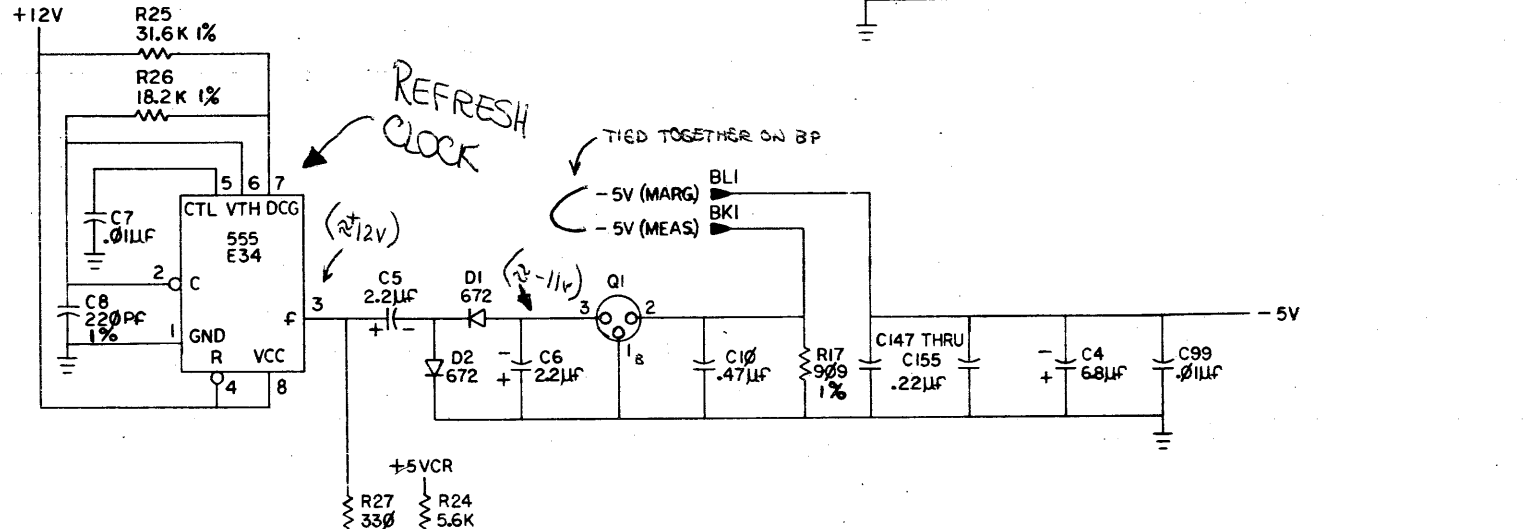 +12V
R25
31.6K 1%
R26
18.2K 1%
REFRESH
CLOCK
TIED TOGETHER ON BP
-5V (MARG) BL1
-5V (MEAS.) BK1
5 6 7
CTL VTH DCG
555
E34
C7
.01µf
2 C
C8
220Pf
1%
1 GND
R VCC
4 8
f 3
(≈+12V)
C5
2.2µf
+ -
D1
672
(≈-11V)
D2
672
-
+
C6
2.2µf
Q1
3 2
1B
C10
.47µf
R17
909
1%
C147 THRU
C155
.22µf
-
+
C4
6.8µf
C99
.01µf
-5V
+5VCR
R27
330
R24
5.6K